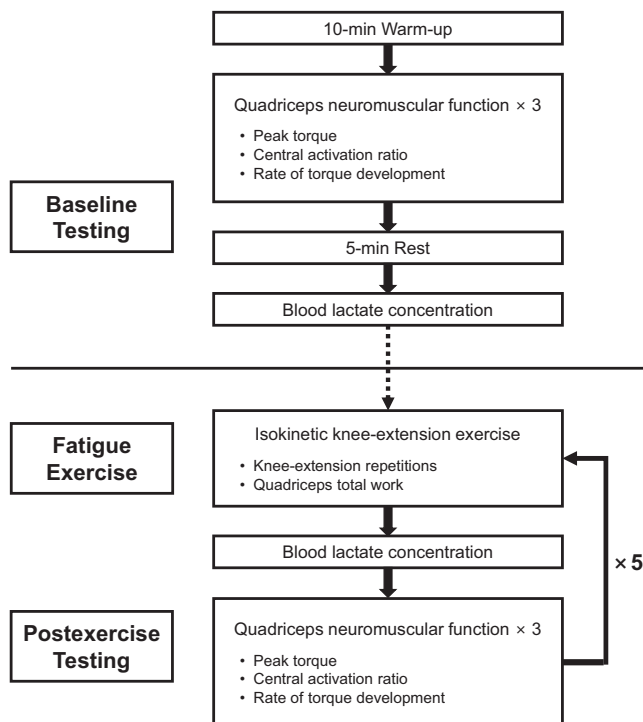 10-min Warm-up
Quadriceps neuromuscular function × 3
• Peak torque
• Central activation ratio
• Rate of torque development
Baseline
Testing
5-min Rest
Blood lactate concentration
Fatigue
Exercise
Isokinetic knee-extension exercise
• Knee-extension repetitions
• Quadriceps total work
Blood lactate concentration
× 5
Postexercise
Testing
Quadriceps neuromuscular function × 3
• Peak torque
• Central activation ratio
• Rate of torque development